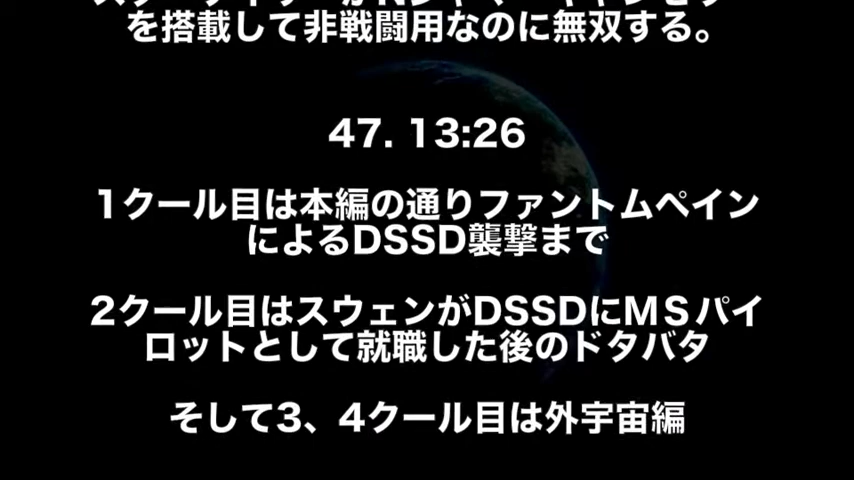 を搭載して非戦闘用なのに無双する。
47. 13:26
1クール目は本編の通りファントムペイン
によるDSSD襲撃まで
2クール目はスウェンがDSSDにＭＳパイ
ロットとして就職した後のドタバタ
そして3、4クール目は外宇宙編